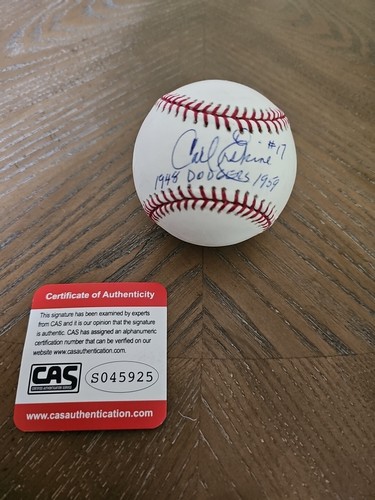 Carl Erskine #17
1948 DODGERS 1959
Certificate of Authenticity
This signature has been examined by experts
from CAS and it is our opinion that the signature
is authentic. CAS has assigned an alphanumeric
certification number that can be verified on our
website www.casauthentication.com.
CAS
S045925
www.casauthentication.com